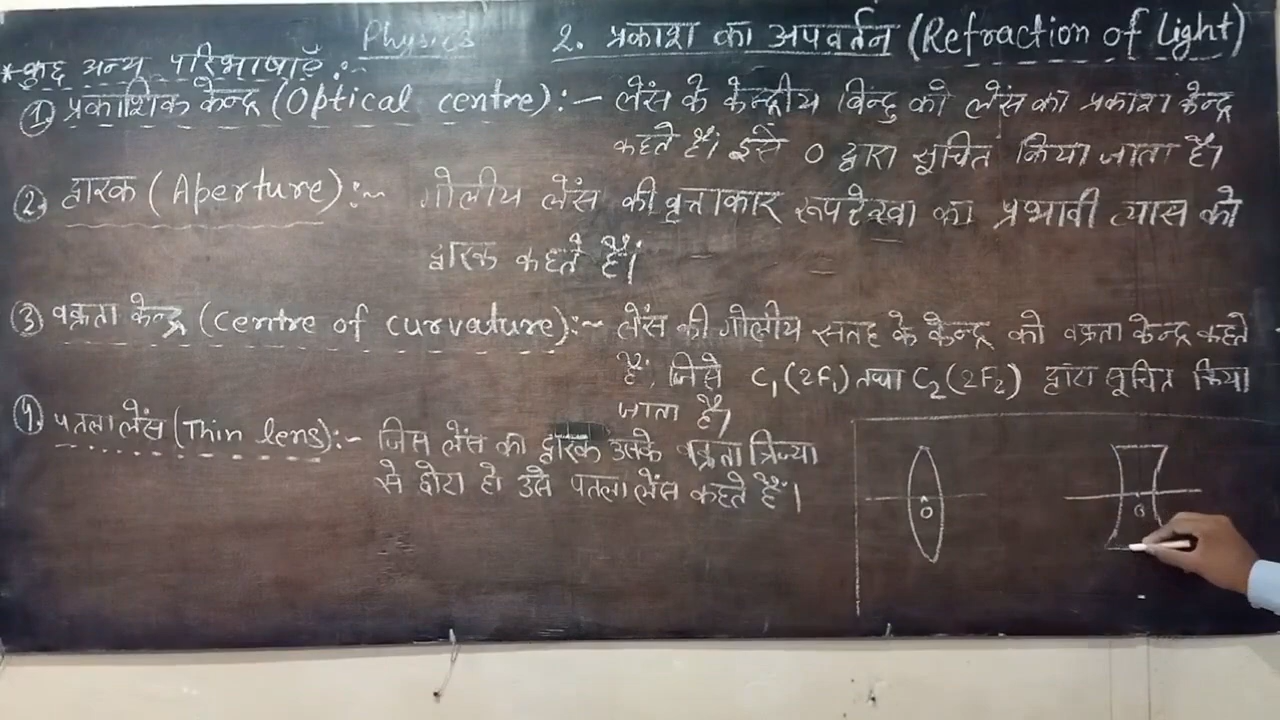 Physics 2. प्रकाश का अपवर्तन (Refraction of light)
* कुछ अन्य परिभाषाएँ :-
①. प्रकाशिक केन्द्र (Optical centre) :- लेंस के केन्द्रीय बिन्दु को लेंस का प्रकाश केन्द्र
कहते हैं। इसे O द्वारा सूचित किया जाता है।
②. द्वारक (Aperture) :- गोलीय लेंस की वृत्ताकार रूपरेखा का प्रभावी व्यास को
द्वारक कहते हैं।
③ वक्रता केन्द्र (Centre of curvature) :- लेंस की गोलीय सतह के केन्द्र को वक्रता केन्द्र कहते
हैं, जिसे C₁(2F₁) तथा C₂(2F₂) द्वारा सूचित किया
जाता है।
④. पतला लेंस (Thin lens) :- जिस लेंस का द्वारक उसके वक्रता त्रिज्या
से छोटा हो उसे पतला लेंस कहते हैं।
O O